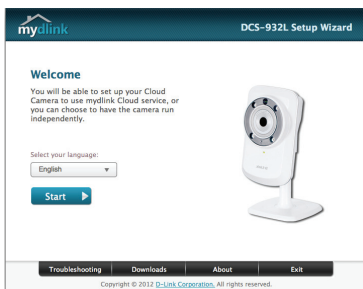 mydlink
DCS-932L Setup Wizard
Welcome
You will be able to set up your Cloud
Camera to use mydlink Cloud service, or
you can choose to have the camera run
independently.
Select your language:
English
Start
Troubleshooting
Downloads
About
Exit
Copyright © 2012 D-Link Corporation. All rights reserved.